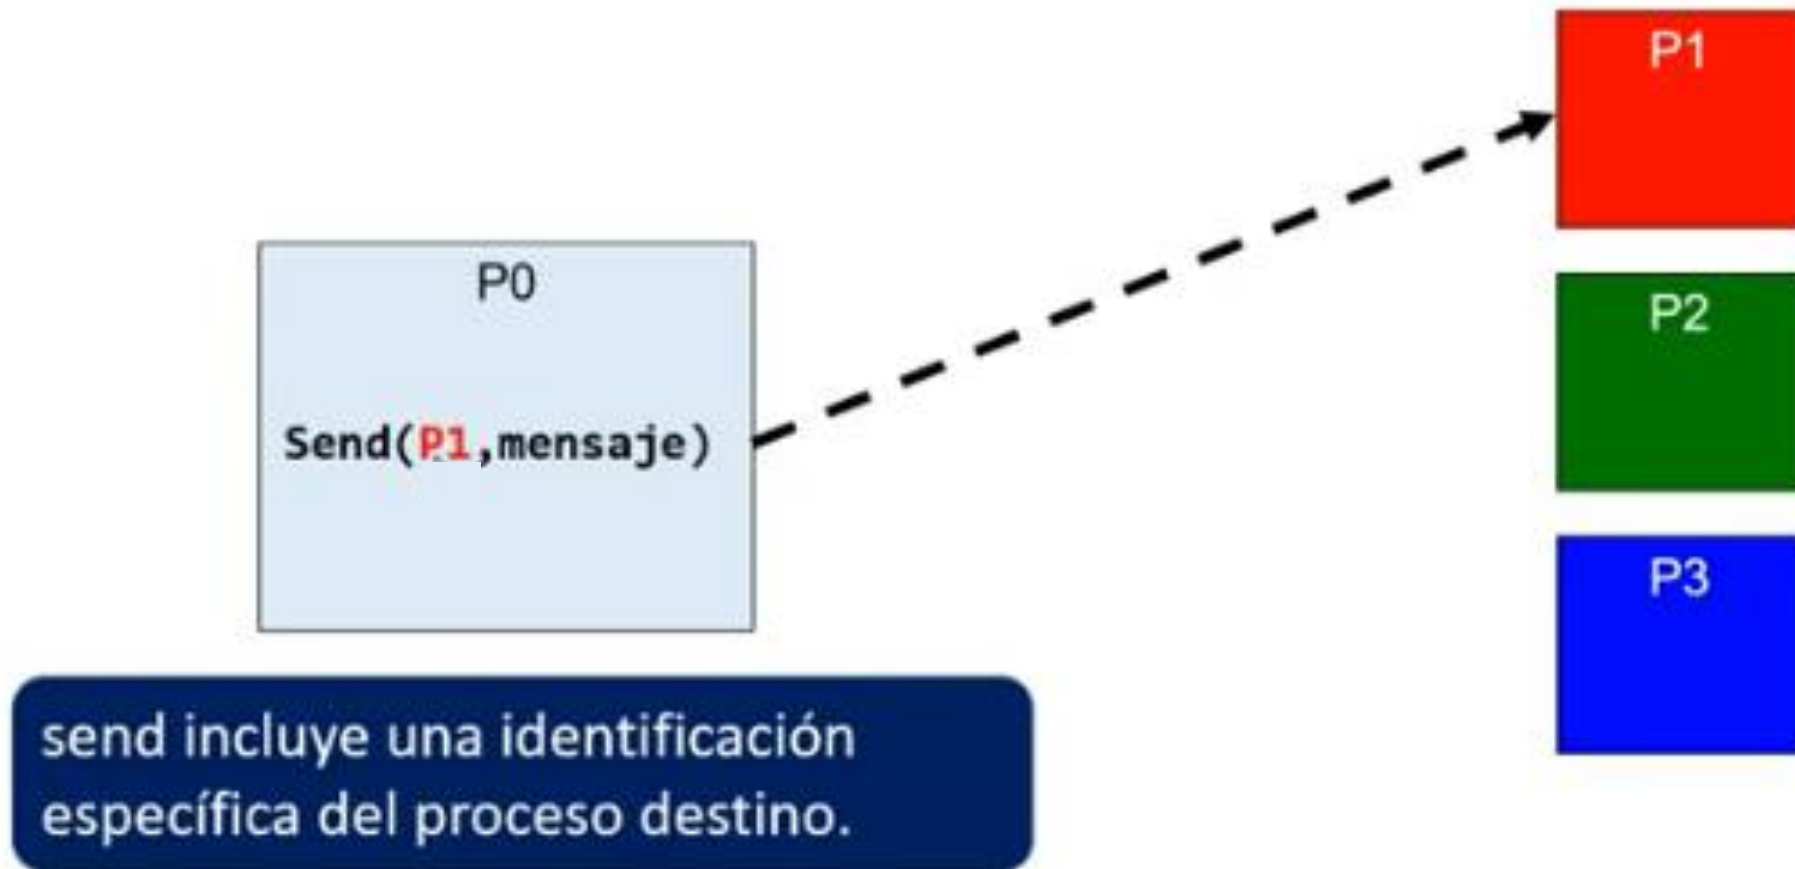 P1
P0
P2
Send(P1,mensaje)
P3
send incluye una identificación
específica del proceso destino.